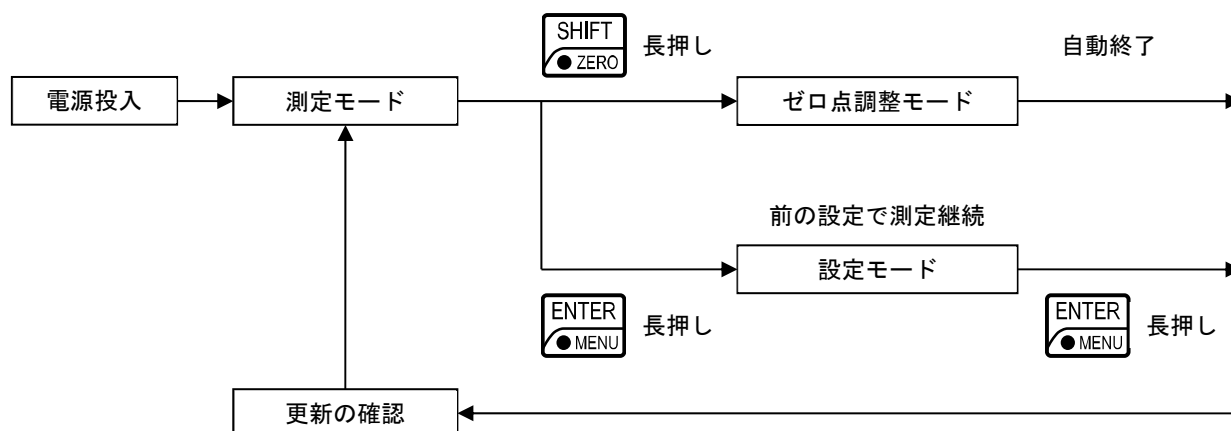 SHIFT
● ZERO
長押し
自動終了
電源投入
測定モード
ゼロ点調整モード
前の設定で測定継続
設定モード
ENTER
● MENU
長押し
ENTER
● MENU
長押し
更新の確認